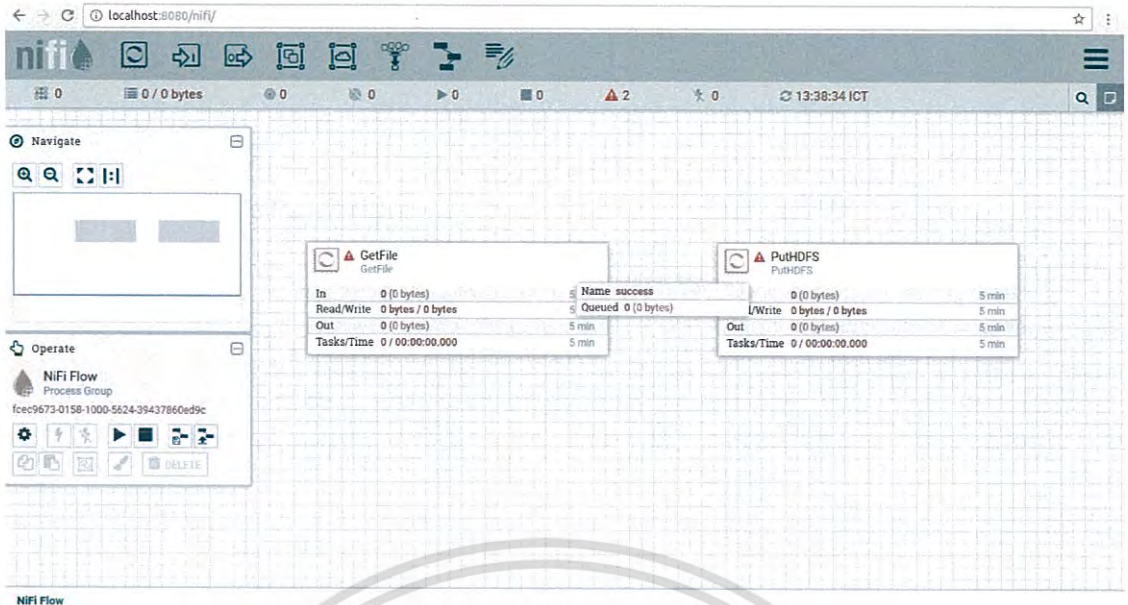 localhost:8080/nifi/
nifi
0 0 / 0 bytes 0 0 0 0 2 0 13:38:34 ICT
Navigate
GetFile
GetFile
In 0 (0 bytes) 5
Read/Write 0 bytes / 0 bytes 5
Out 0 (0 bytes) 5 min
Tasks/Time 0 / 00:00:00.000 5 min
Name success
Queued 0 (0 bytes)
PutHDFS
PutHDFS
0 (0 bytes) 5 min
/Write 0 bytes / 0 bytes 5 min
Out 0 (0 bytes) 5 min
Tasks/Time 0 / 00:00:00.000 5 min
Operate
NiFi Flow
Process Group
fcec9673-0158-1000-5624-39437860ed9c
DELETE
NiFi Flow